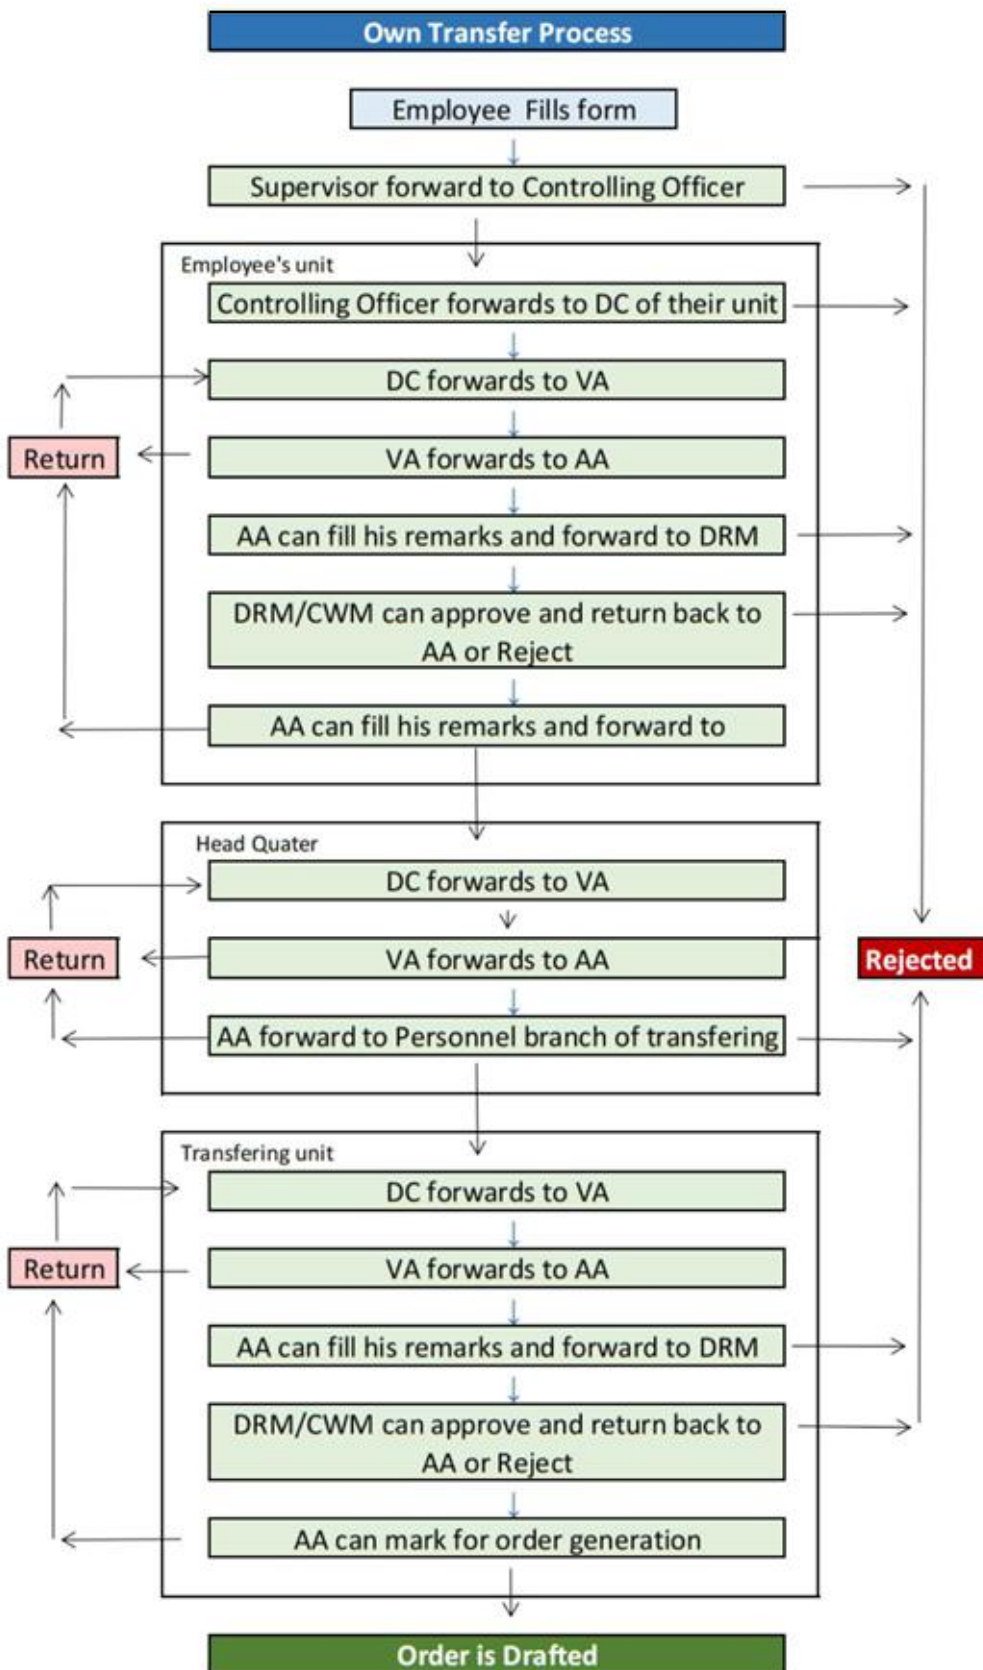 Own Transfer Process
Employee Fills form
Supervisor forward to Controlling Officer
Employee's unit
Controlling Officer forwards to DC of their unit
DC forwards to VA
Return
VA forwards to AA
AA can fill his remarks and forward to DRM
DRM/CWM can approve and return back to
AA or Reject
AA can fill his remarks and forward to
Head Quater
DC forwards to VA
Return
VA forwards to AA
Rejected
AA forward to Personnel branch of transfering
Transfering unit
DC forwards to VA
Return
VA forwards to AA
AA can fill his remarks and forward to DRM
DRM/CWM can approve and return back to
AA or Reject
AA can mark for order generation
Order is Drafted